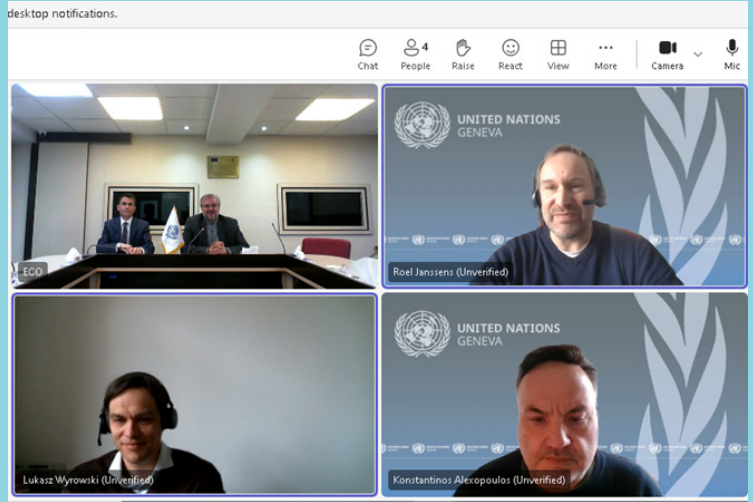 desktop notifications.
4
Chat
People
Raise
React
View
More
Camera
Mic
ECO
UNITED NATIONS
GENEVA
Roel Janssens (Unverified)
Lukasz Wyrowski (Unverified)
UNITED NATIONS
GENEVA
Konstantinos Alexopoulos (Unverified)